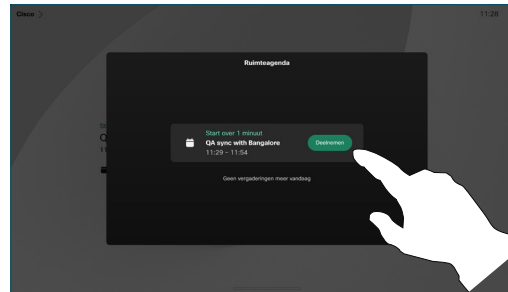 Cisco
11:28
Ruimteagenda
Start over 1 minuut
QA sync with Bangalore
11:29 - 11:54
Deelnemen
Geen vergaderingen meer vandaag